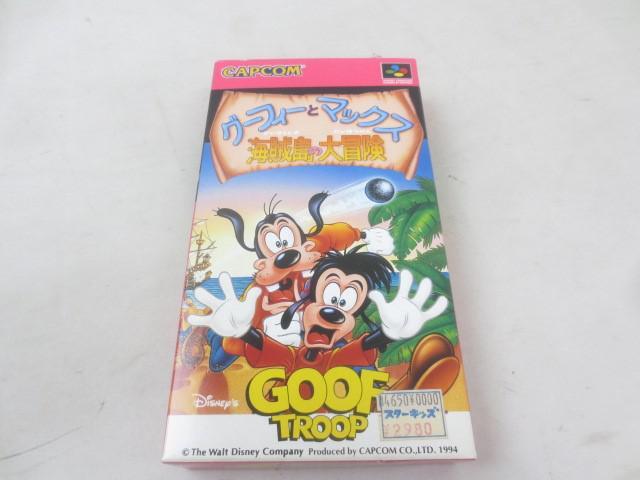 CAPCOM
グーフィーとマックス
海賊島の大冒険
Disney's
GOOF
TROOP
4650¥0000
スターキッズ
¥2980
© The Walt Disney Company Produced by CAPCOM CO.,LTD. 1994